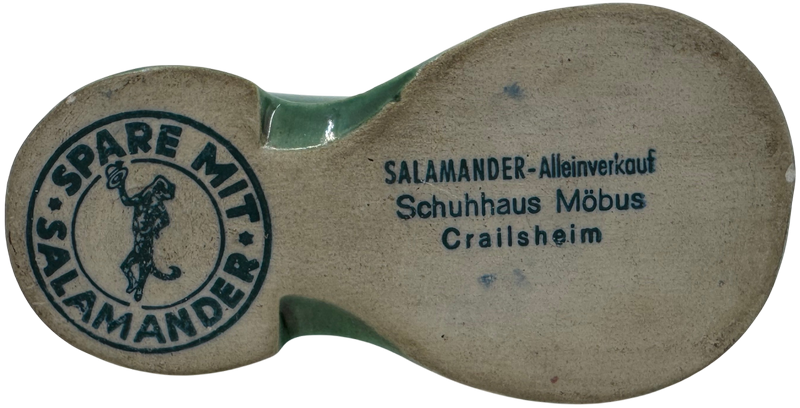 SPARE MIT
SALAMANDER
SALAMANDER-Alleinverkauf
Schuhhaus Möbus
Crailsheim